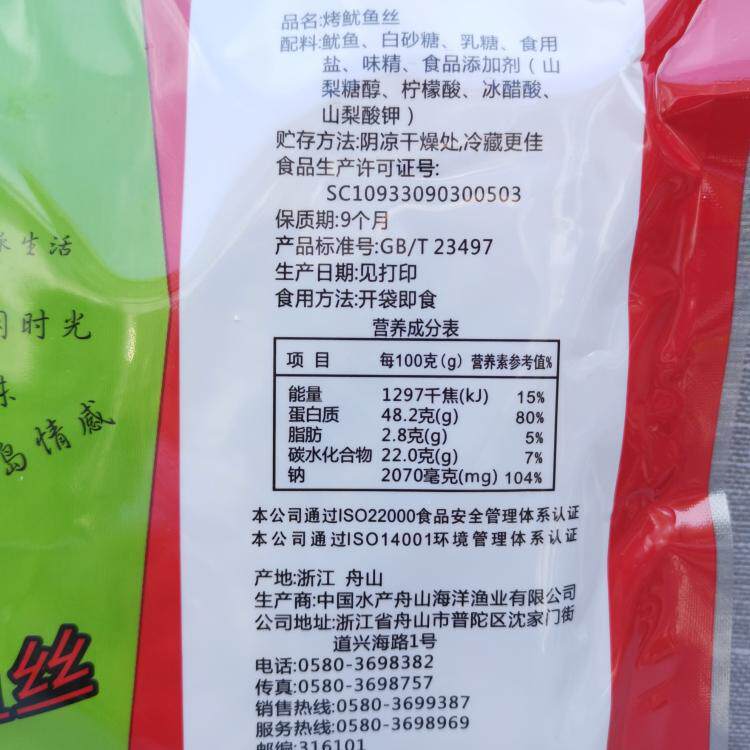 品名:烤鱿鱼丝
配料:鱿鱼、白砂糖、乳糖、食用
盐、味精、食品添加剂（山
梨糖醇、柠檬酸、冰醋酸、
山梨酸钾）
贮存方法:阴凉干燥处,冷藏更佳
食品生产许可证号:
SC10933090300503
保质期:9个月
产品标准号:GB/T 23497
生产日期:见打印
食用方法:开袋即食
营养成分表
项 目 每100克(g) 营养素参考值%
能量 1297千焦(kJ) 15%
蛋白质 48.2克(g) 80%
脂肪 2.8克(g) 5%
碳水化合物 22.0克(g) 7%
钠 2070毫克(mg) 104%
本公司通过ISO22000食品安全管理体系认证
本公司通过ISO14001环境管理体系认证
产地:浙江 舟山
生产商:中国水产舟山海洋渔业有限公司
公司地址:浙江省舟山市普陀区沈家门街
道兴海路1号
电话:0580-3698382
传真:0580-3698757
销售热线:0580-3699387
服务热线:0580-3698969
邮编:316101
生活
时光
岛情感
丝